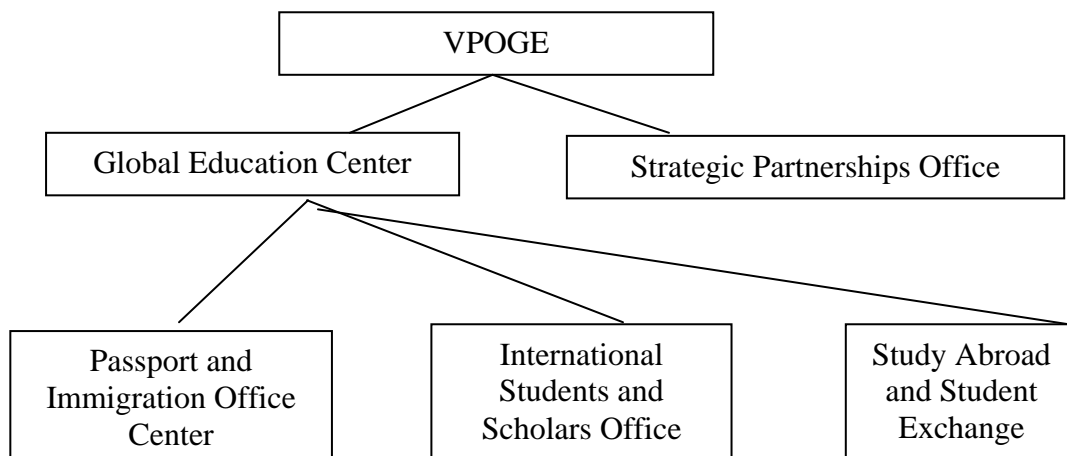 VPOGE
Global Education Center
Strategic Partnerships Office
Passport and
Immigration Office
Center
International
Students and
Scholars Office
Study Abroad
and Student
Exchange